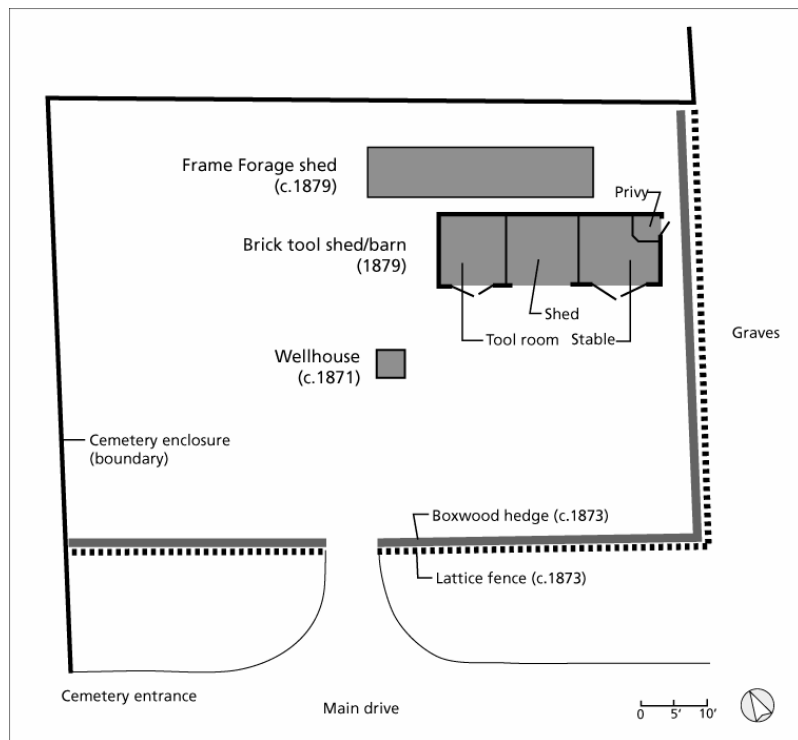 Frame Forage shed
(c.1879)
Privy
Brick tool shed/barn
(1879)
Shed
Tool room
Stable
Graves
Wellhouse
(c.1871)
Cemetery enclosure
(boundary)
Boxwood hedge (c.1873)
Lattice fence (c.1873)
Cemetery entrance
Main drive
0 5' 10'